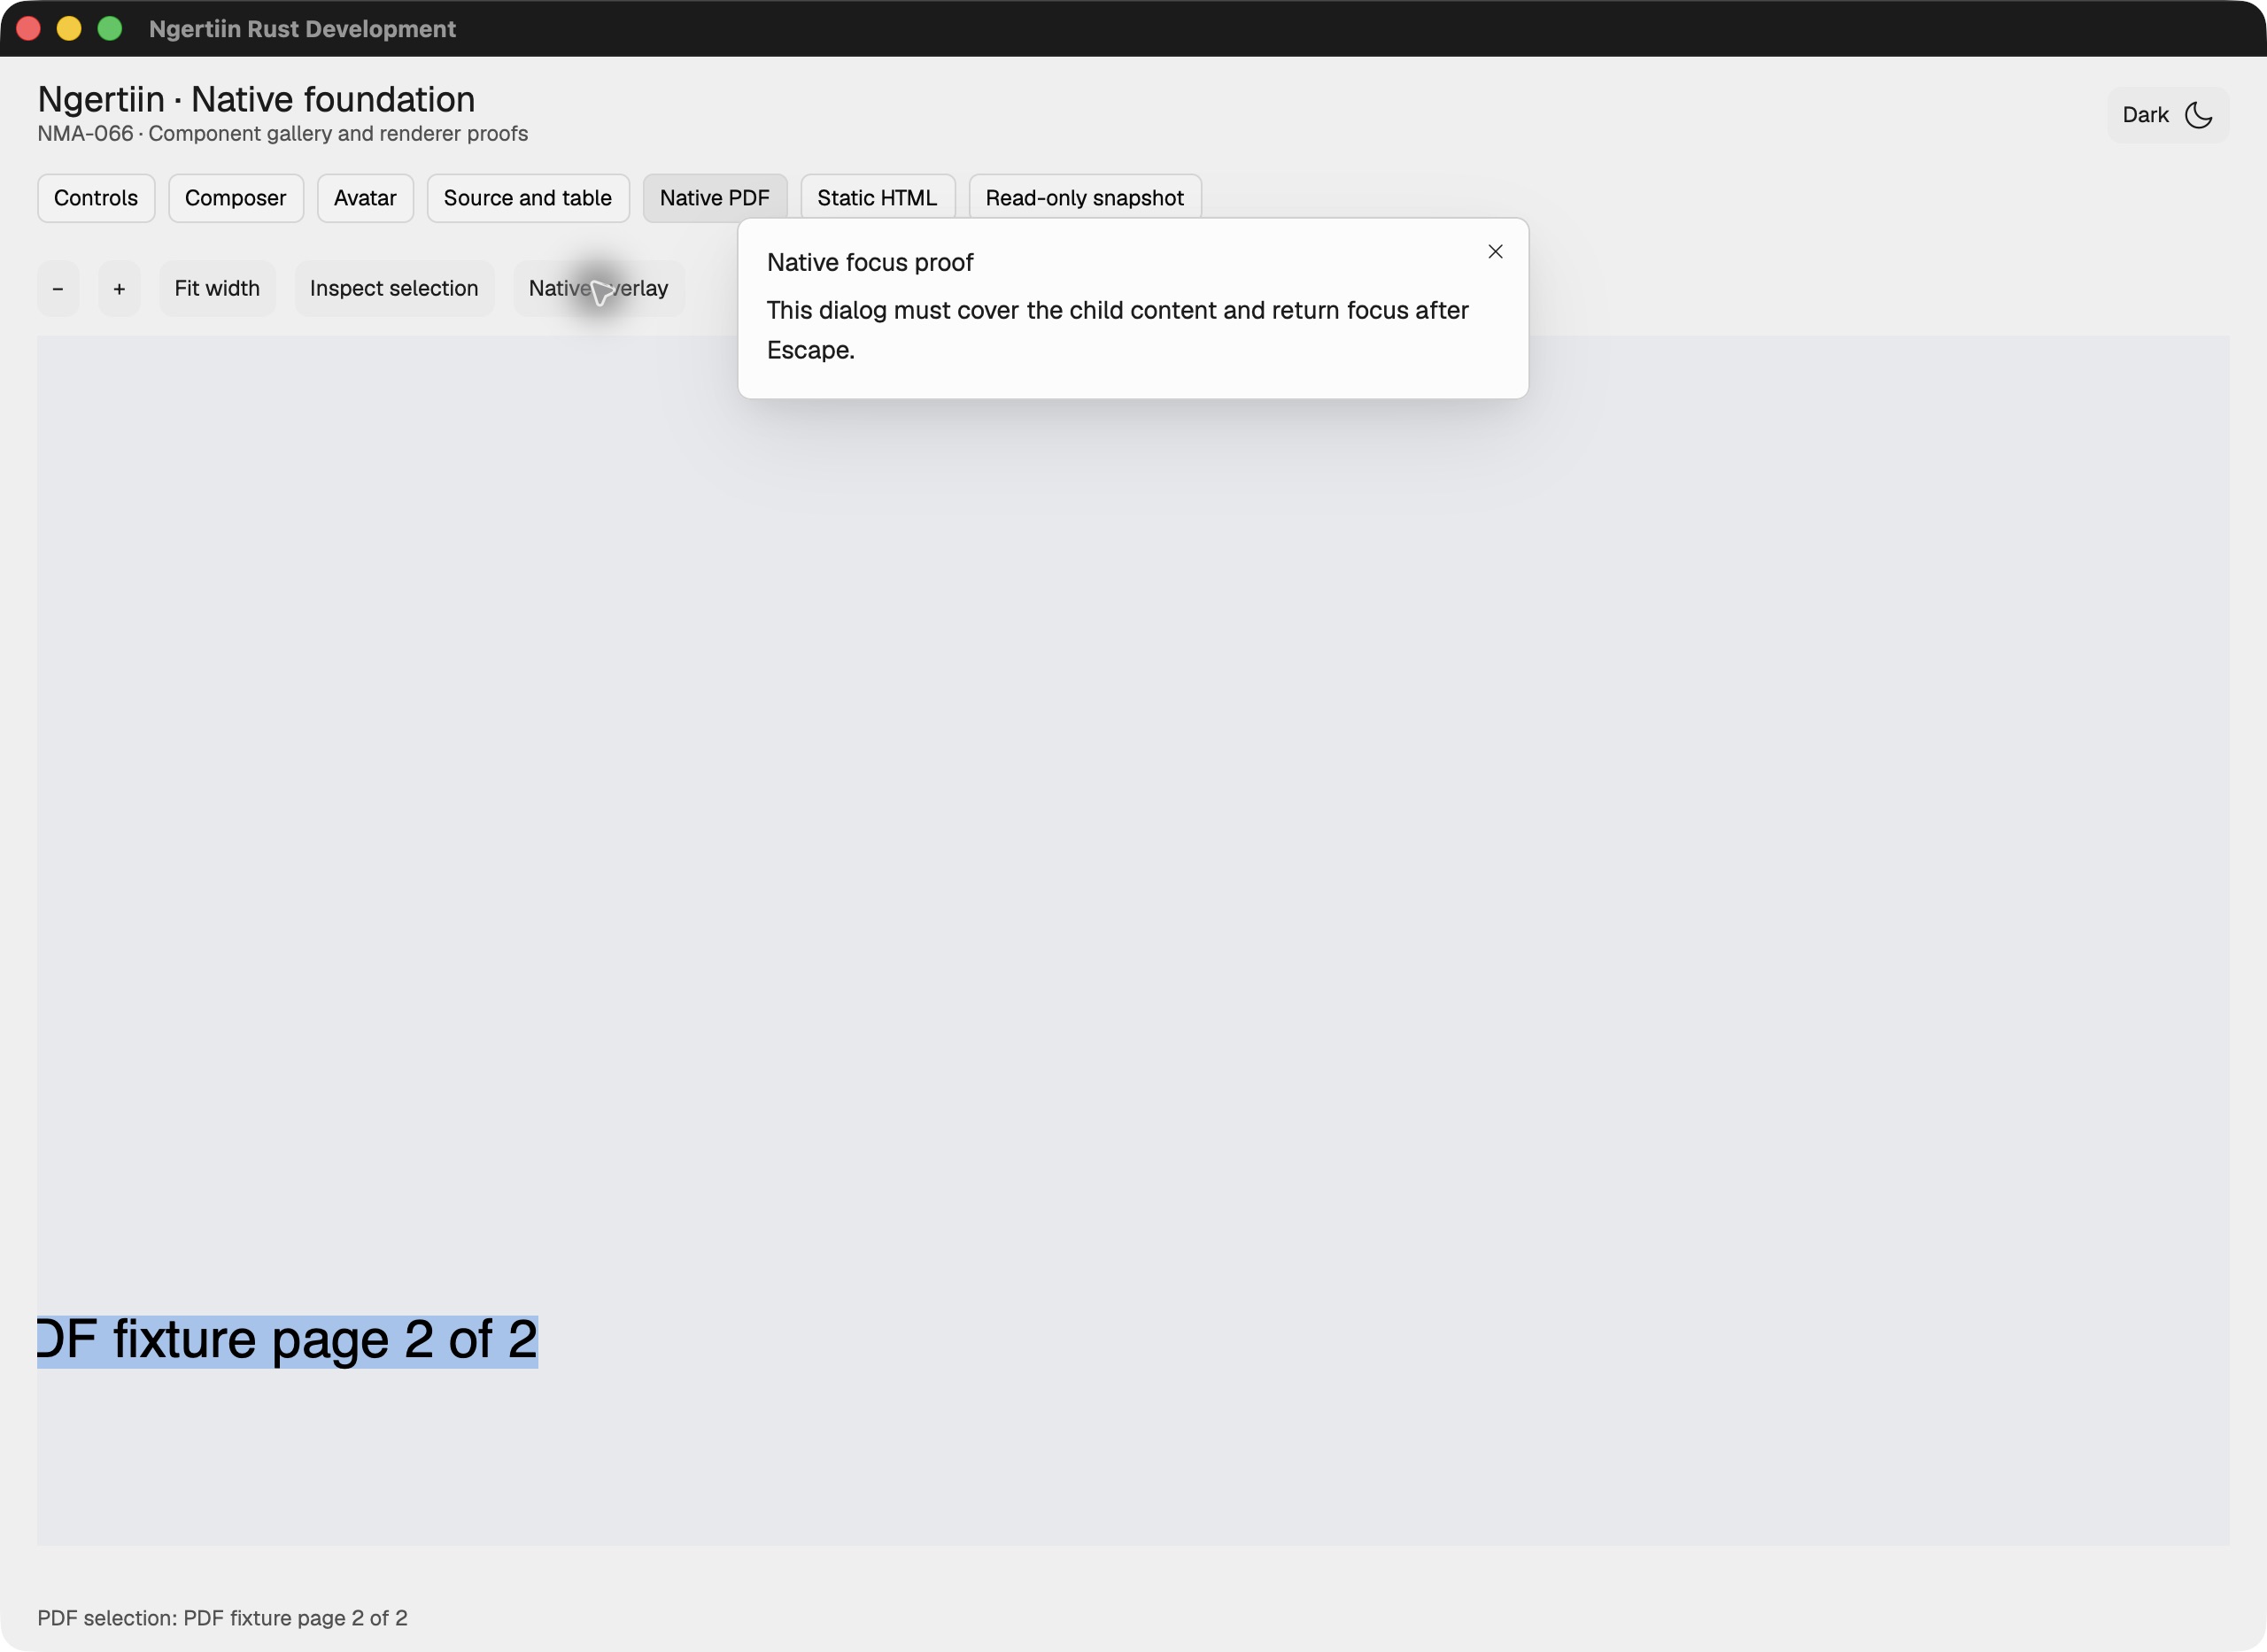 Ngertiin Rust Development
Ngertiin · Native foundation
NMA-066 · Component gallery and renderer proofs
Dark
Controls
Composer
Avatar
Source and table
Native PDF
Static HTML
Read-only snapshot
−
+
Fit width
Inspect selection
Native
Native focus proof
This dialog must cover the child content and return focus after
Escape.
DF fixture page 2 of 2
PDF selection: PDF fixture page 2 of 2